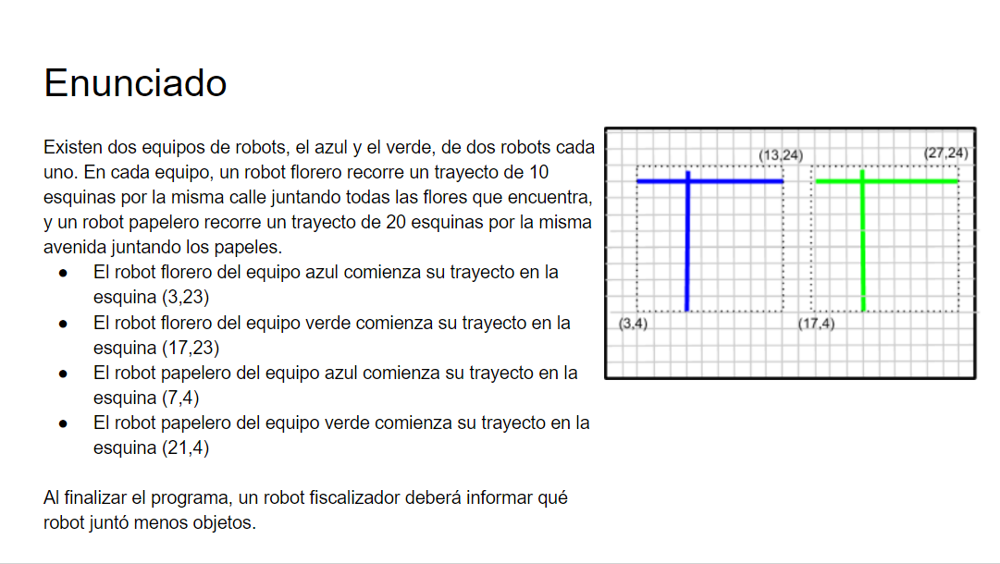 Enunciado
Existen dos equipos de robots, el azul y el verde, de dos robots cada
uno. En cada equipo, un robot florero recorre un trayecto de 10
esquinas por la misma calle juntando todas las flores que encuentra,
y un robot papelero recorre un trayecto de 20 esquinas por la misma
avenida juntando los papeles.
● El robot florero del equipo azul comienza su trayecto en la
esquina (3,23)
● El robot florero del equipo verde comienza su trayecto en la
esquina (17,23)
● El robot papelero del equipo azul comienza su trayecto en la
esquina (7,4)
● El robot papelero del equipo verde comienza su trayecto en la
esquina (21,4)
Al finalizar el programa, un robot fiscalizador deberá informar qué
robot juntó menos objetos.
(13,24)
(27,24)
(3,4)
(17,4)